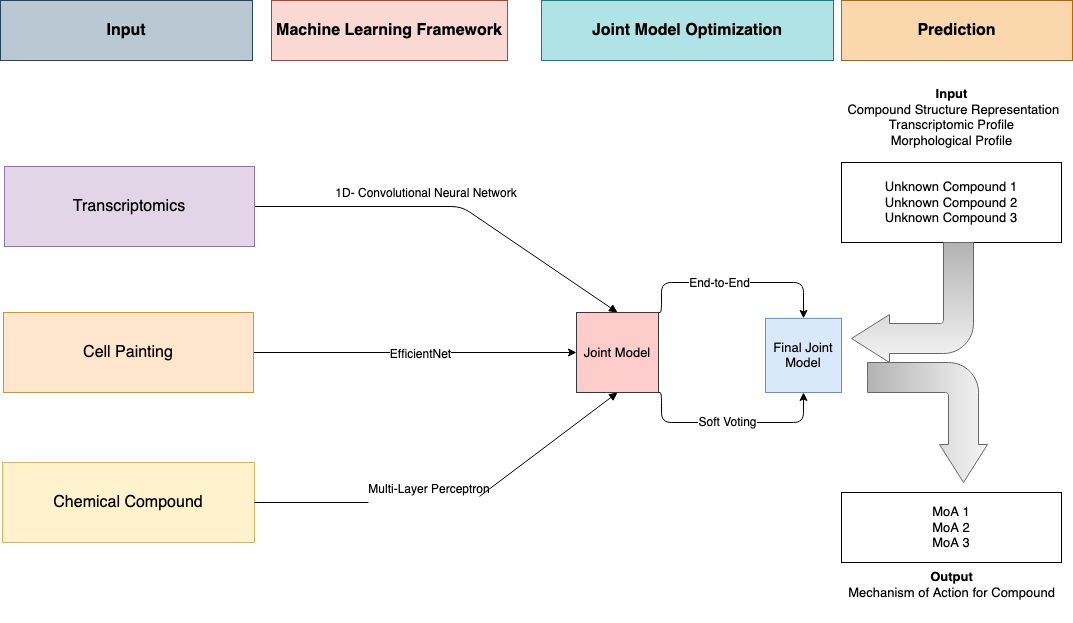 Input
Machine Learning Framework
Joint Model Optimization
Prediction
Input
Compound Structure Representation
Transcriptomic Profile
Morphological Profile
Transcriptomics
1D- Convolutional Neural Network
Unknown Compound 1
Unknown Compound 2
Unknown Compound 3
End-to-End
Cell Painting
EfficientNet
Joint Model
Final Joint
Model
Soft Voting
Chemical Compound
Multi-Layer Perceptron
MoA 1
MoA 2
MoA 3
Output
Mechanism of Action for Compound